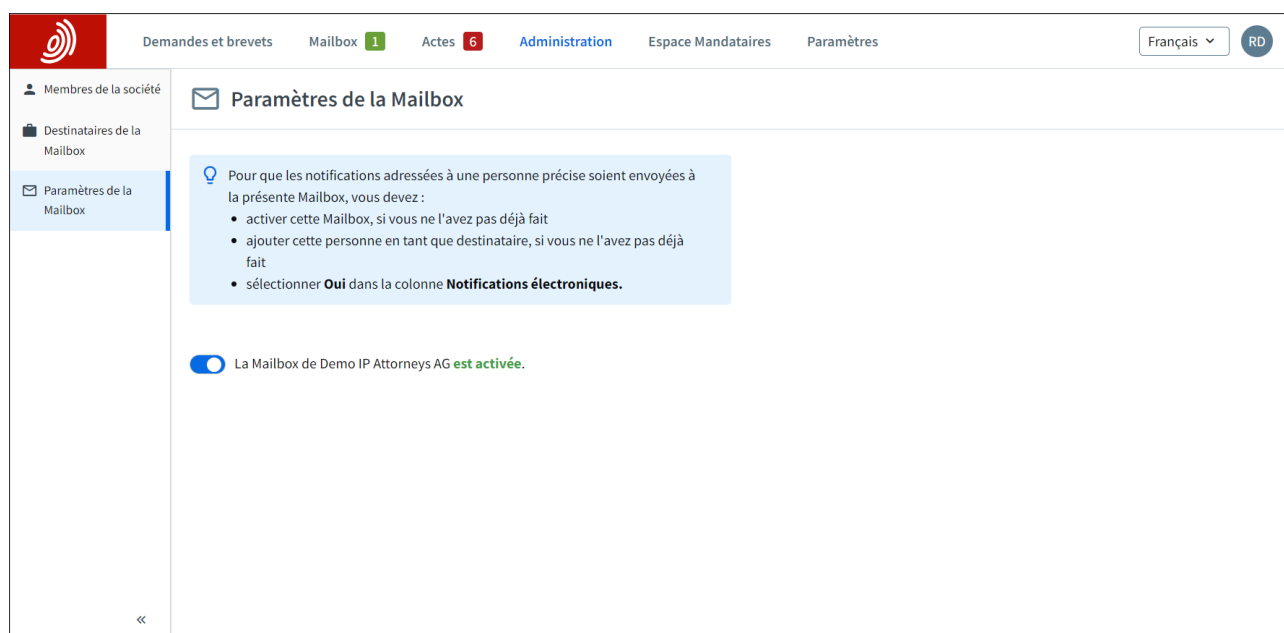 Demandes et brevets Mailbox 1 Actes 6 Administration Espace Mandataires Paramètres Français RD
Membres de la société
Destinataires de la
Mailbox
Paramètres de la
Mailbox
Paramètres de la Mailbox
Pour que les notifications adressées à une personne précise soient envoyées à
la présente Mailbox, vous devez :
• activer cette Mailbox, si vous ne l'avez pas déjà fait
• ajouter cette personne en tant que destinataire, si vous ne l'avez pas déjà
fait
• sélectionner Oui dans la colonne Notifications électroniques.
La Mailbox de Demo IP Attorneys AG est activée.
«